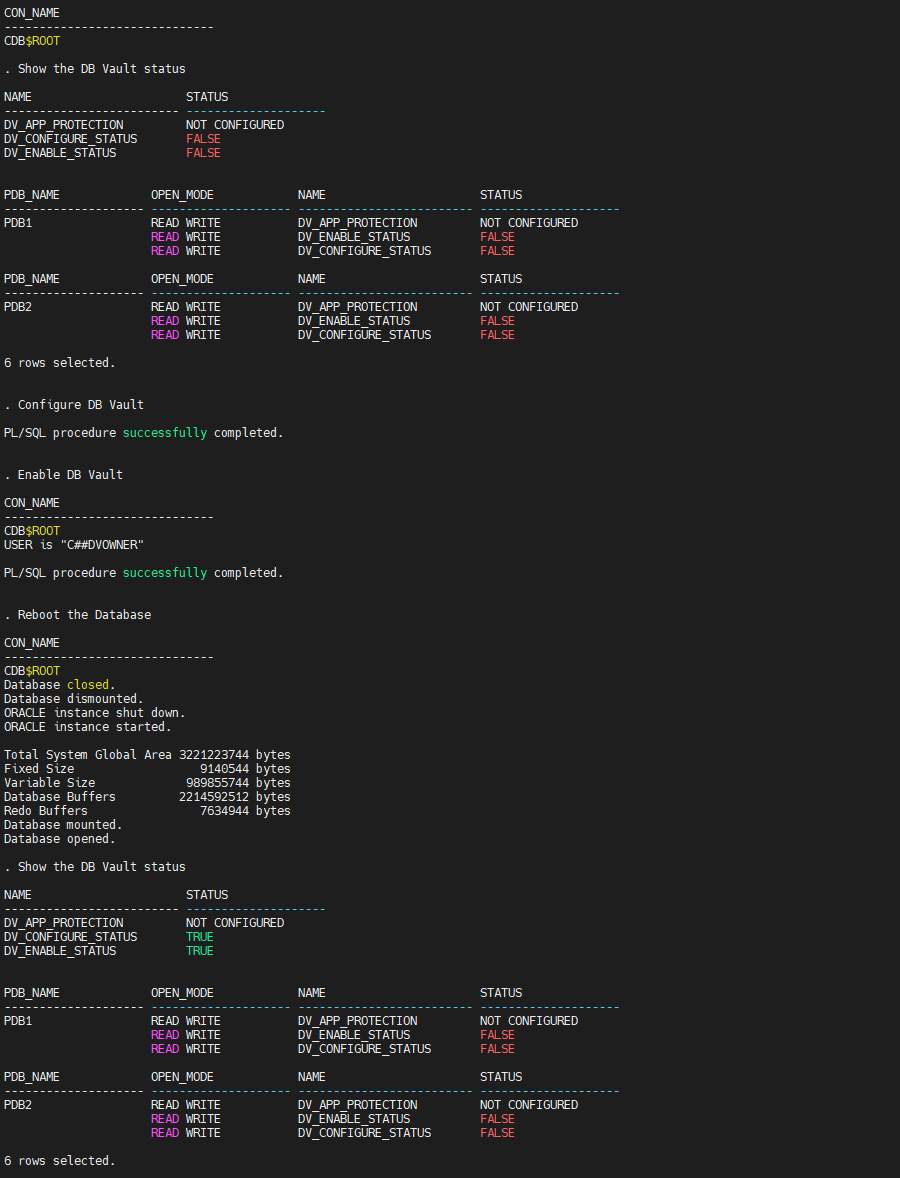 CON_NAME
------------------------------
CDB$ROOT
. Show the DB Vault status
NAME                      STATUS
------------------------- --------------------
DV_APP_PROTECTION         NOT CONFIGURED
DV_CONFIGURE_STATUS       FALSE
DV_ENABLE_STATUS          FALSE
PDB_NAME             OPEN_MODE            NAME                      STATUS
-------------------- -------------------- ------------------------- --------------------
PDB1                 READ WRITE           DV_APP_PROTECTION         NOT CONFIGURED
                     READ WRITE           DV_ENABLE_STATUS          FALSE
                     READ WRITE           DV_CONFIGURE_STATUS       FALSE
PDB_NAME             OPEN_MODE            NAME                      STATUS
-------------------- -------------------- ------------------------- --------------------
PDB2                 READ WRITE           DV_APP_PROTECTION         NOT CONFIGURED
                     READ WRITE           DV_ENABLE_STATUS          FALSE
                     READ WRITE           DV_CONFIGURE_STATUS       FALSE
6 rows selected.
. Configure DB Vault
PL/SQL procedure successfully completed.
. Enable DB Vault
CON_NAME
------------------------------
CDB$ROOT
USER is "C##DVOWNER"
PL/SQL procedure successfully completed.
. Reboot the Database
CON_NAME
------------------------------
CDB$ROOT
Database closed.
Database dismounted.
ORACLE instance shut down.
ORACLE instance started.
Total System Global Area 3221223744 bytes
Fixed Size                  9140544 bytes
Variable Size             989855744 bytes
Database Buffers         2214592512 bytes
Redo Buffers                7634944 bytes
Database mounted.
Database opened.
. Show the DB Vault status
NAME                      STATUS
------------------------- --------------------
DV_APP_PROTECTION         NOT CONFIGURED
DV_CONFIGURE_STATUS       TRUE
DV_ENABLE_STATUS          TRUE
PDB_NAME             OPEN_MODE            NAME                      STATUS
-------------------- -------------------- ------------------------- --------------------
PDB1                 READ WRITE           DV_APP_PROTECTION         NOT CONFIGURED
                     READ WRITE           DV_ENABLE_STATUS          FALSE
                     READ WRITE           DV_CONFIGURE_STATUS       FALSE
PDB_NAME             OPEN_MODE            NAME                      STATUS
-------------------- -------------------- ------------------------- --------------------
PDB2                 READ WRITE           DV_APP_PROTECTION         NOT CONFIGURED
                     READ WRITE           DV_ENABLE_STATUS          FALSE
                     READ WRITE           DV_CONFIGURE_STATUS       FALSE
6 rows selected.